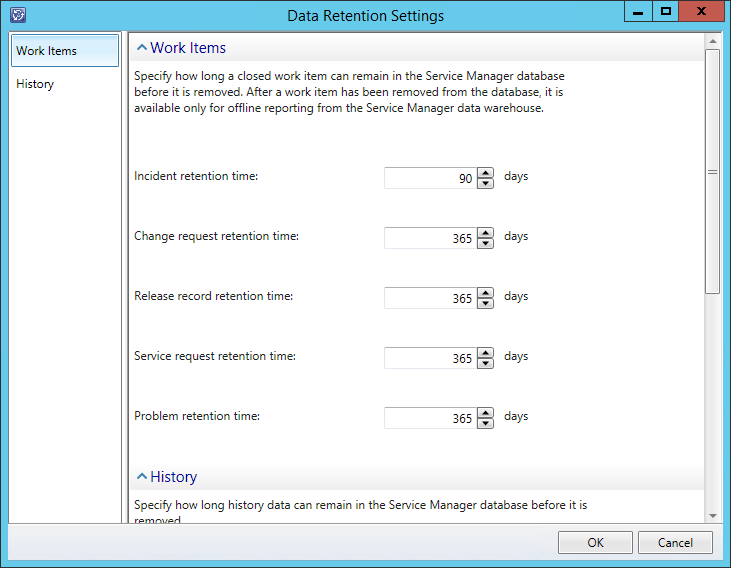 Data Retention Settings
Work Items
History
Work Items
Specify how long a closed work item can remain in the Service Manager database
before it is removed. After a work item has been removed from the database, it is
available only for offline reporting from the Service Manager data warehouse.
Incident retention time: 90 days
Change request retention time: 365 days
Release record retention time: 365 days
Service request retention time: 365 days
Problem retention time: 365 days
History
Specify how long history data can remain in the Service Manager database before it is
removed.
OK Cancel